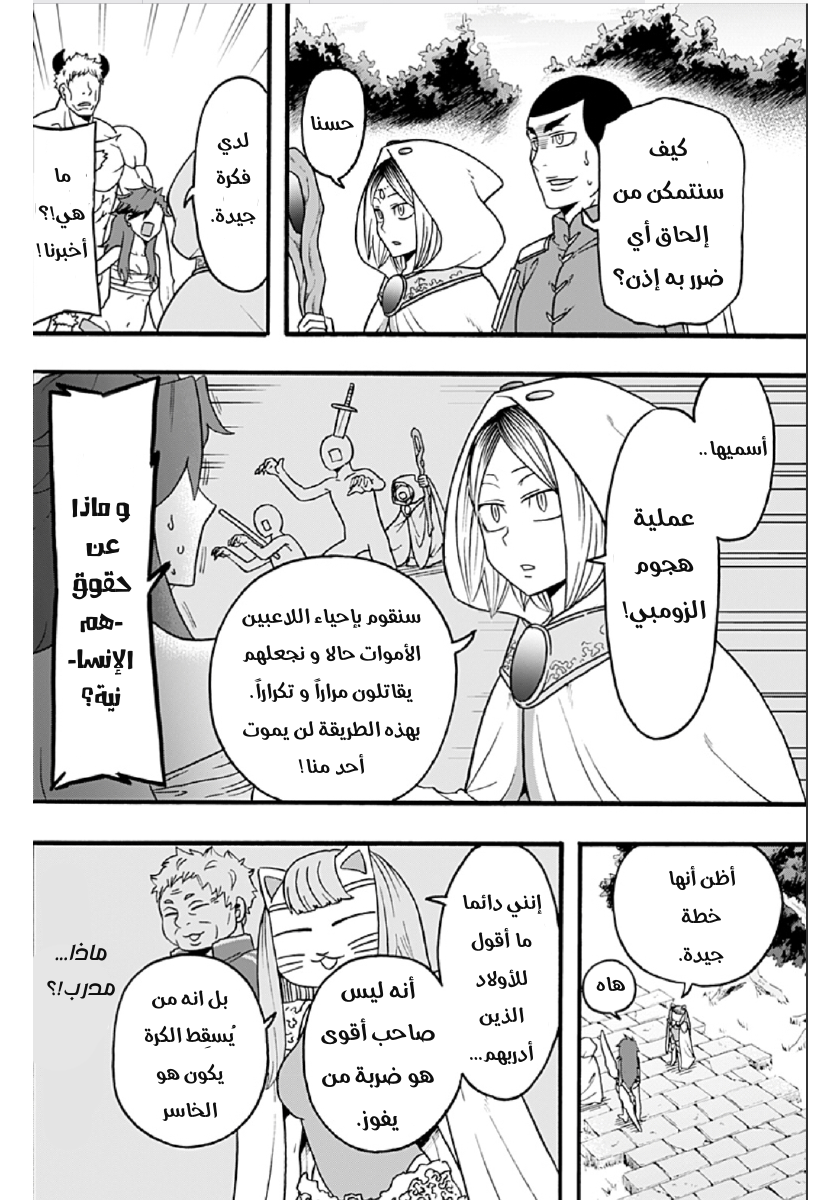 كيف
سنتمكن من
إلحاق أي
ضرر به إذن؟
حسنا
لدي
فكرة
جيدة.
ما
هي!؟
أخبرنا!
أسميها ..
عملية
هجوم
الزومبي!
سنقوم بإحياء اللاعبين
الأموات حالا و نجعلهم
يقاتلون مراراً و تكراراً.
بهذه الطريقة لن يموت
أحد منا!
و ماذا
عن
حقوق
-هم
الإنسا-
نية؟
أظن أنها
خطة
جيدة.
هاه
إنني دائما
ما أقول
للأولاد
الذين
أدربهم...
أنه ليس
صاحب أقوى
هو ضربة من
يفوز.
بل انه من
يُسقِط الكرة
يكون هو
الخاسر
ماذا...
مدرب!؟